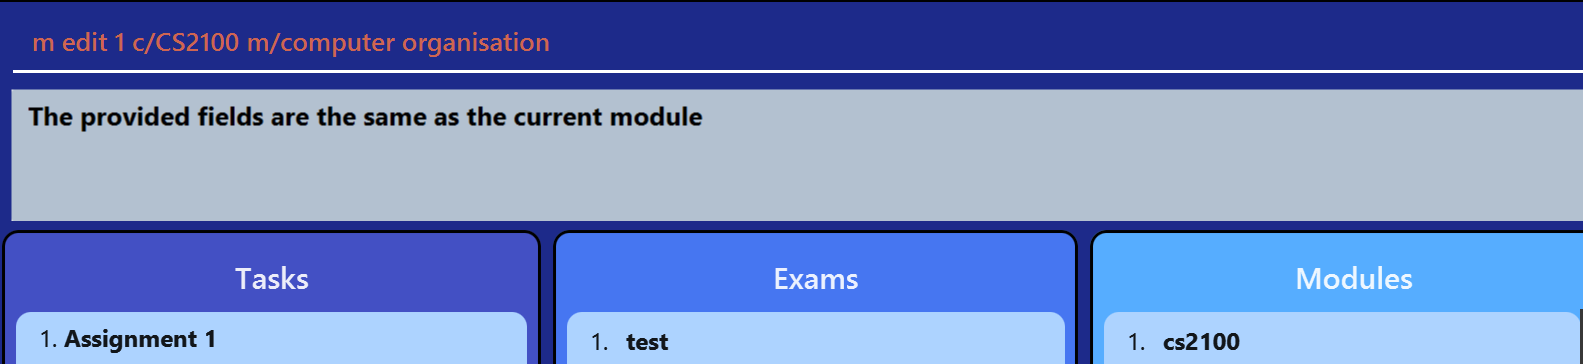 m edit 1 c/CS2100 m/computer organisation
The provided fields are the same as the current module
Tasks
1. Assignment 1
Exams
1. test
Modules
1. cs2100